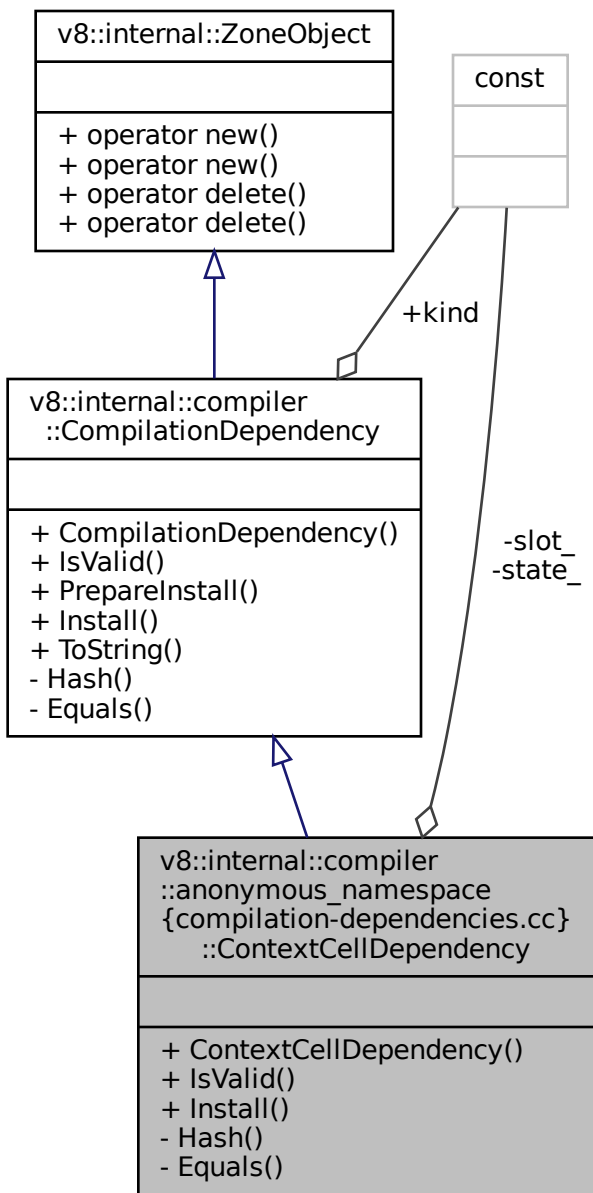 v8::internal::ZoneObject
+ operator new()
+ operator new()
+ operator delete()
+ operator delete()
const
+kind
v8::internal::compiler
::CompilationDependency
+ CompilationDependency()
+ IsValid()
+ PrepareInstall()
+ Install()
+ ToString()
- Hash()
- Equals()
-slot_
-state_
v8::internal::compiler
::anonymous_namespace
{compilation-dependencies.cc}
::ContextCellDependency
+ ContextCellDependency()
+ IsValid()
+ Install()
- Hash()
- Equals()